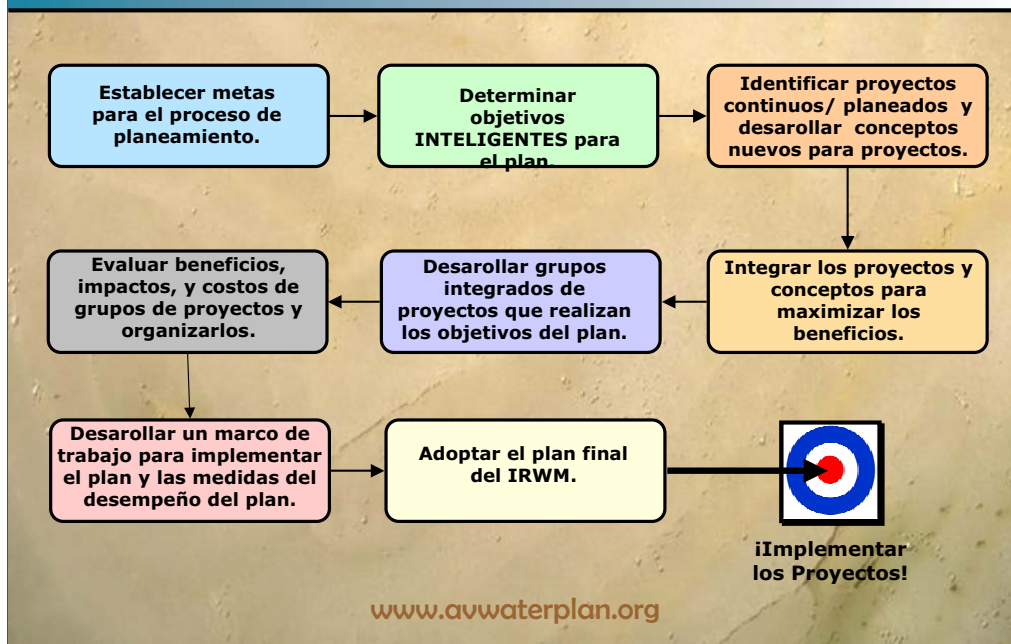 Establecer metas
para el proceso de
planeamiento.
Determinar
objetivos
INTELIGENTES para
el plan.
Identificar proyectos
continuos/ planeados y
desarollar conceptos
nuevos para proyectos.
Integrar los proyectos y
conceptos para
maximizar los
beneficios.
Desarollar grupos
integrados de
proyectos que realizan
los objetivos del plan.
Evaluar beneficios,
impactos, y costos de
grupos de proyectos y
organizarlos.
Desarollar un marco de
trabajo para implementar
el plan y las medidas del
desempeño del plan.
Adoptar el plan final
del IRWM.
¡Implementar
los Proyectos!
www.avwaterplan.org